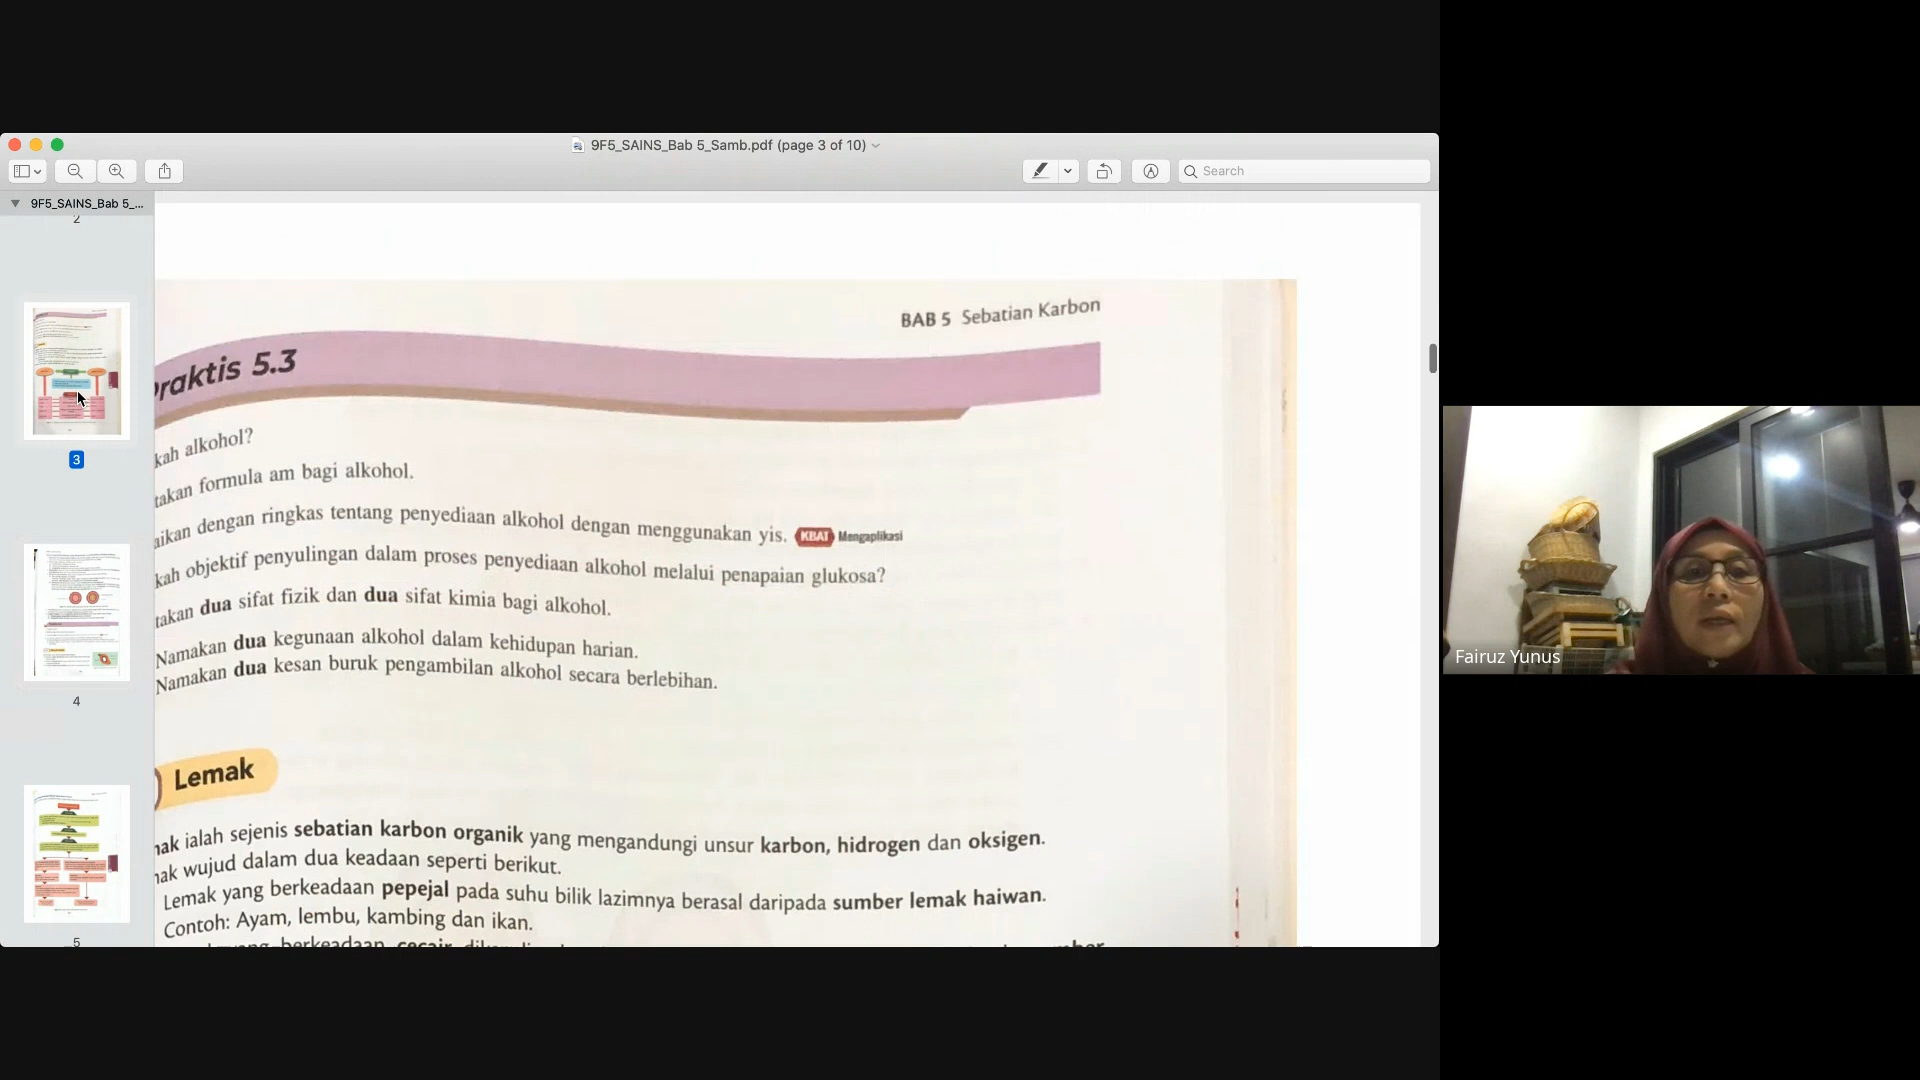 9F5_SAINS_Bab 5_Samb.pdf (page 3 of 10)
Search
9F5_SAINS_Bab 5_...
2
3
4
5
BAB 5 Sebatian Karbon
raktis 5.3
kah alkohol?
takan formula am bagi alkohol.
aikan dengan ringkas tentang penyediaan alkohol dengan menggunakan yis. KBAT Mengaplikasi
kah objektif penyulingan dalam proses penyediaan alkohol melalui penapaian glukosa?
takan dua sifat fizik dan dua sifat kimia bagi alkohol.
Namakan dua kegunaan alkohol dalam kehidupan harian.
Namakan dua kesan buruk pengambilan alkohol secara berlebihan.
Lemak
nak ialah sejenis sebatian karbon organik yang mengandungi unsur karbon, hidrogen dan oksigen.
nak wujud dalam dua keadaan seperti berikut.
Lemak yang berkeadaan pepejal pada suhu bilik lazimnya berasal daripada sumber lemak haiwan.
Contoh: Ayam, lembu, kambing dan ikan.
berkeadaan cecair
Fairuz Yunus